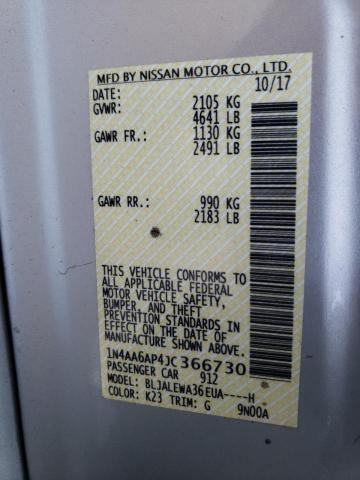 MFD BY NISSAN MOTOR CO., LTD.
DATE: 10/17
GVWR: 2105 KG
4641 LB
GAWR FR.: 1130 KG
2491 LB
GAWR RR.: 990 KG
2183 LB
THIS VEHICLE CONFORMS TO
ALL APPLICABLE FEDERAL
MOTOR VEHICLE SAFETY,
BUMPER, AND THEFT
PREVENTION STANDARDS IN
EFFECT ON THE DATE OF
MANUFACTURE SHOWN ABOVE.
1N4AA6AP4JC366730
PASSENGER CAR 912
MODEL: BLJALEWA36EUA----H
COLOR: K23 TRIM: G 9N00A